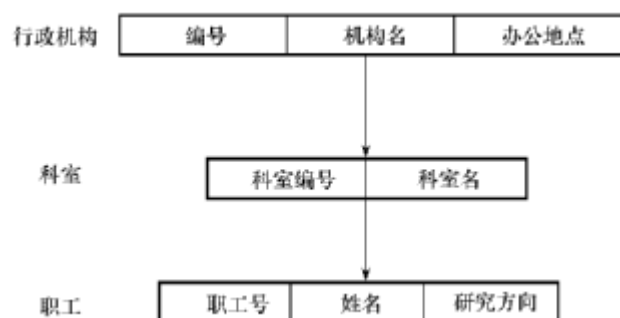 行政机构 编号 机构名 办公地点
科室 科室编号 科室名
职工 职工号 姓名 研究方向